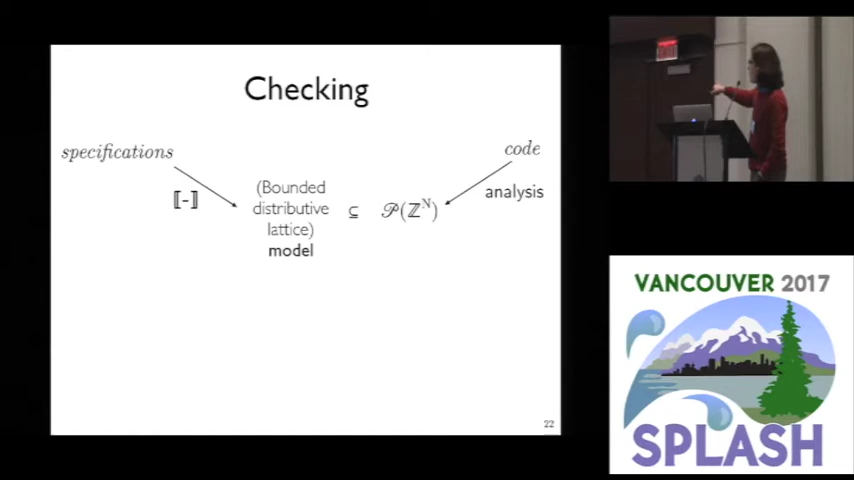 Checking
specifications
code
⟦-⟧
(Bounded
distributive
lattice)
model
⊆
𝒫(ℤᴺ)
analysis
22
VANCOUVER 2017
SPLASH